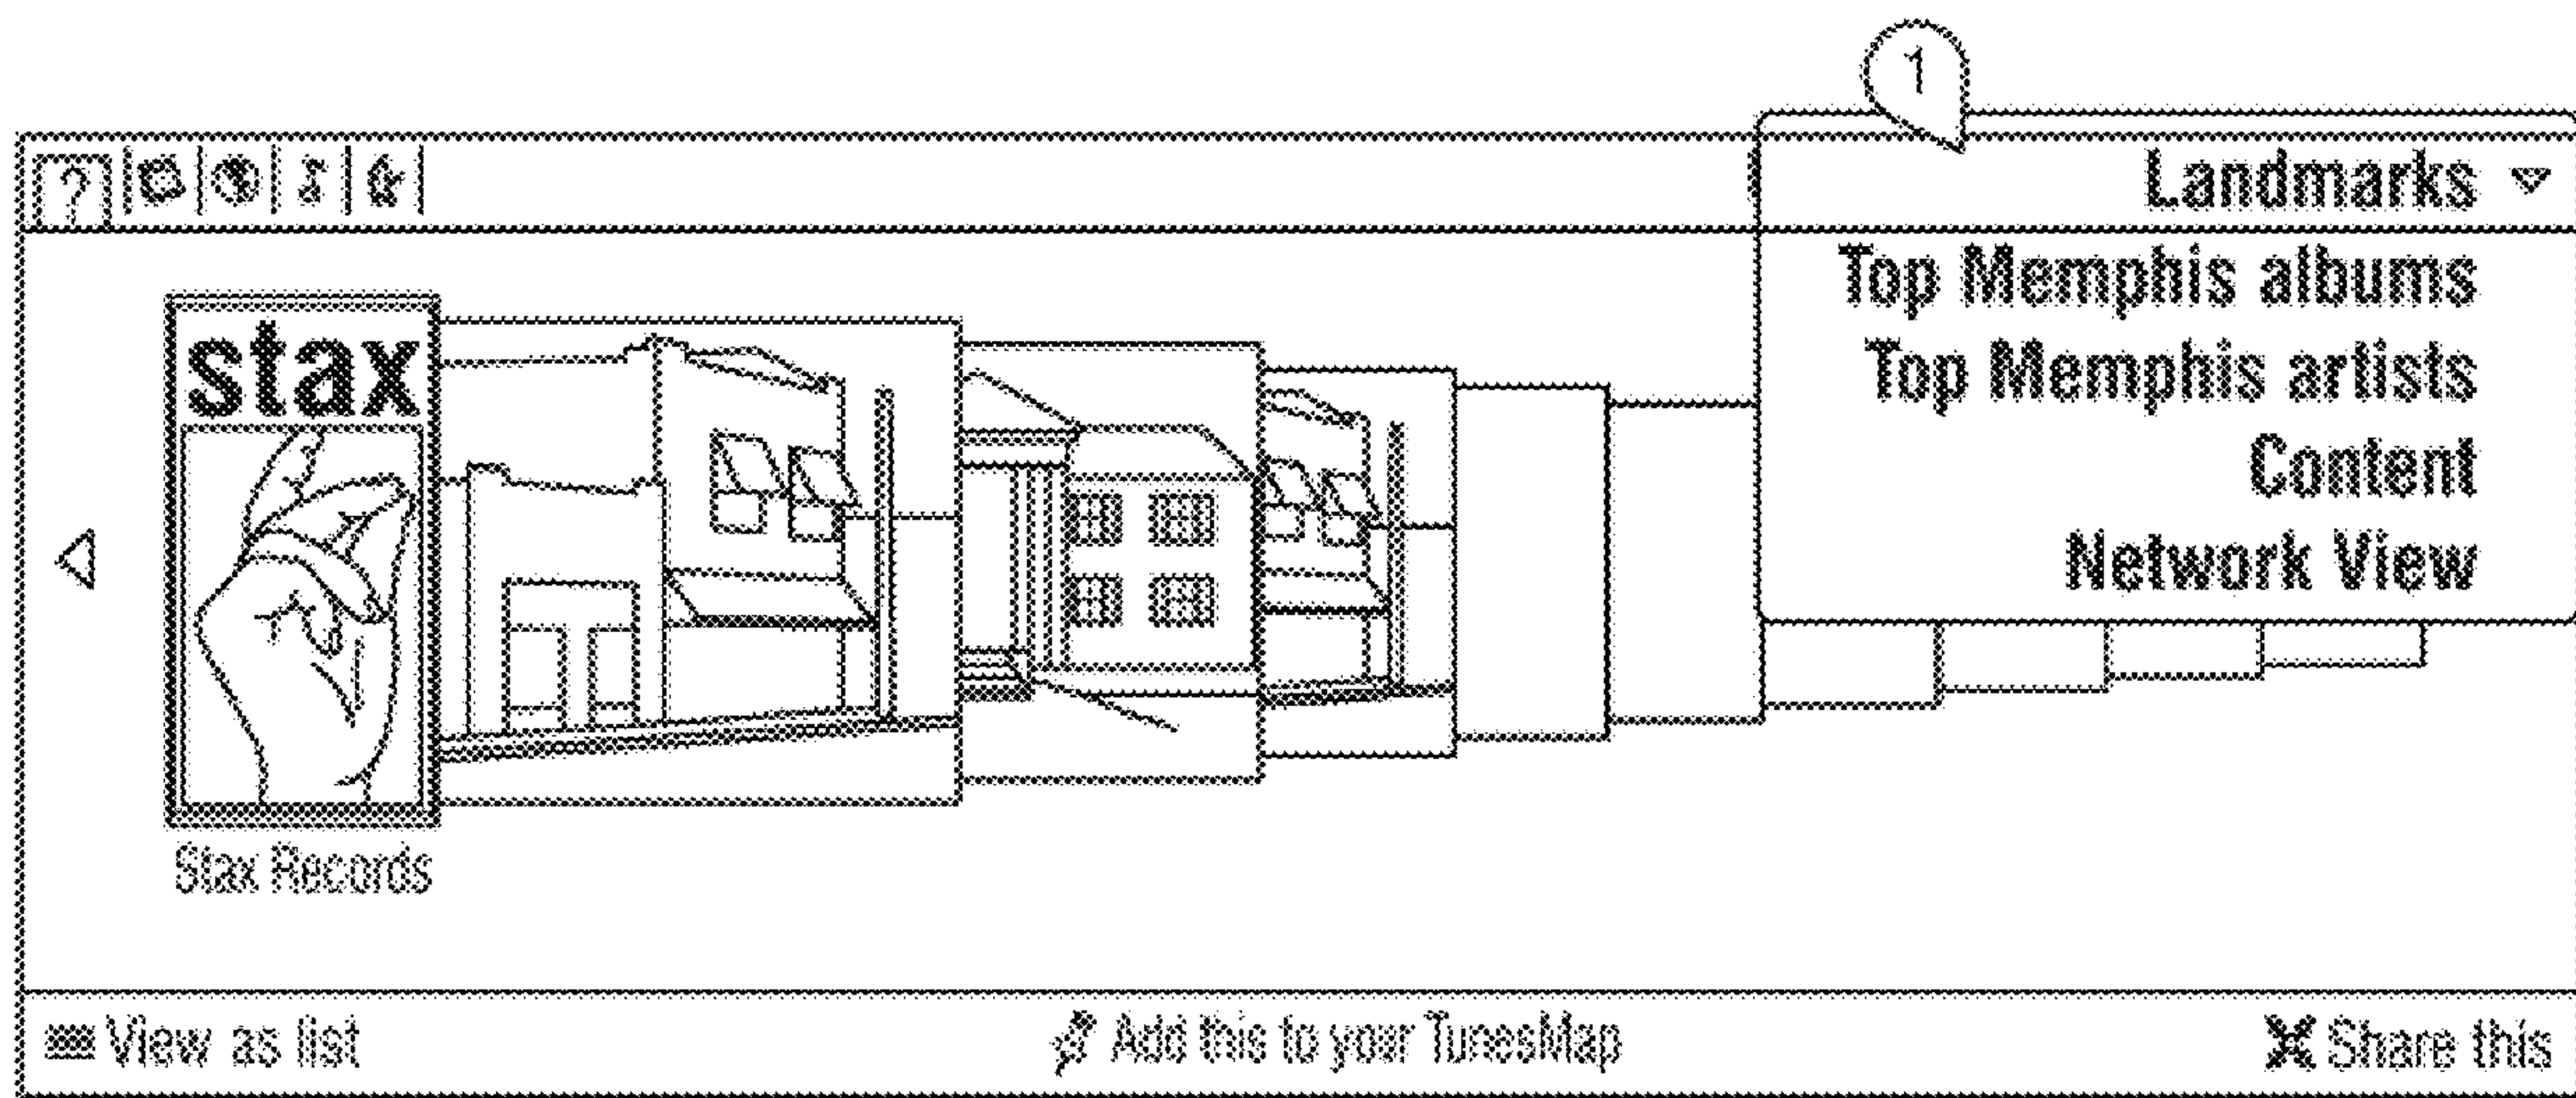 1
?
Landmarks
Top Memphis albums
Top Memphis artists
Content
Network View
stax
Stax Records
View as list
Add this to your TunesMap
Share this